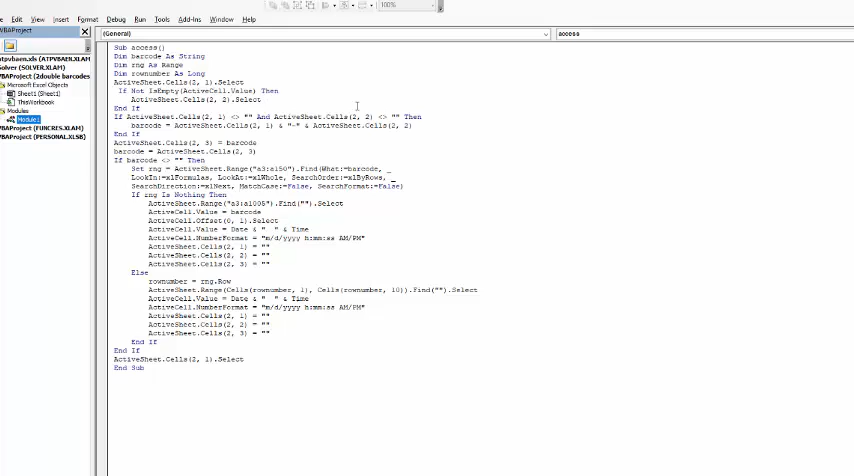 100%
Edit View Insert Format Debug Run Tools Add-Ins Window Help
VBAProject
(General)
access
atpvbaen.xls (ATPVBAEN.XLAM)
Solver (SOLVER.XLAM)
VBAProject (2double barcodes
Microsoft Excel Objects
Sheet1 (Sheet1)
ThisWorkbook
Modules
Module1
VBAProject (FUNCRES.XLAM)
VBAProject (PERSONAL.XLSB)
Sub access()
Dim barcode As String
Dim rng As Range
Dim rownumber As Long
ActiveSheet.Cells(2, 1).Select
If Not IsEmpty(ActiveCell.Value) Then
ActiveSheet.Cells(2, 2).Select
End If
If ActiveSheet.Cells(2, 1) <> "" And ActiveSheet.Cells(2, 2) <> "" Then
barcode = ActiveSheet.Cells(2, 1) & "-" & ActiveSheet.Cells(2, 2)
End If
ActiveSheet.Cells(2, 3) = barcode
barcode = ActiveSheet.Cells(2, 3)
If barcode <> "" Then
Set rng = ActiveSheet.Range("a3:a150").Find(What:=barcode, _
LookIn:=xlFormulas, LookAt:=xlWhole, SearchOrder:=xlByRows, _
SearchDirection:=xlNext, MatchCase:=False, SearchFormat:=False)
If rng Is Nothing Then
ActiveSheet.Range("a3:a1005").Find("").Select
ActiveCell.Value = barcode
ActiveCell.Offset(0, 1).Select
ActiveCell.Value = Date & "  " & Time
ActiveCell.NumberFormat = "m/d/yyyy h:mm:ss AM/PM"
ActiveSheet.Cells(2, 1) = ""
ActiveSheet.Cells(2, 2) = ""
ActiveSheet.Cells(2, 3) = ""
Else
rownumber = rng.Row
ActiveSheet.Range(Cells(rownumber, 1), Cells(rownumber, 10)).Find("").Select
ActiveCell.Value = Date & "  " & Time
ActiveCell.NumberFormat = "m/d/yyyy h:mm:ss AM/PM"
ActiveSheet.Cells(2, 1) = ""
ActiveSheet.Cells(2, 2) = ""
ActiveSheet.Cells(2, 3) = ""
End If
End If
ActiveSheet.Cells(2, 1).Select
End Sub